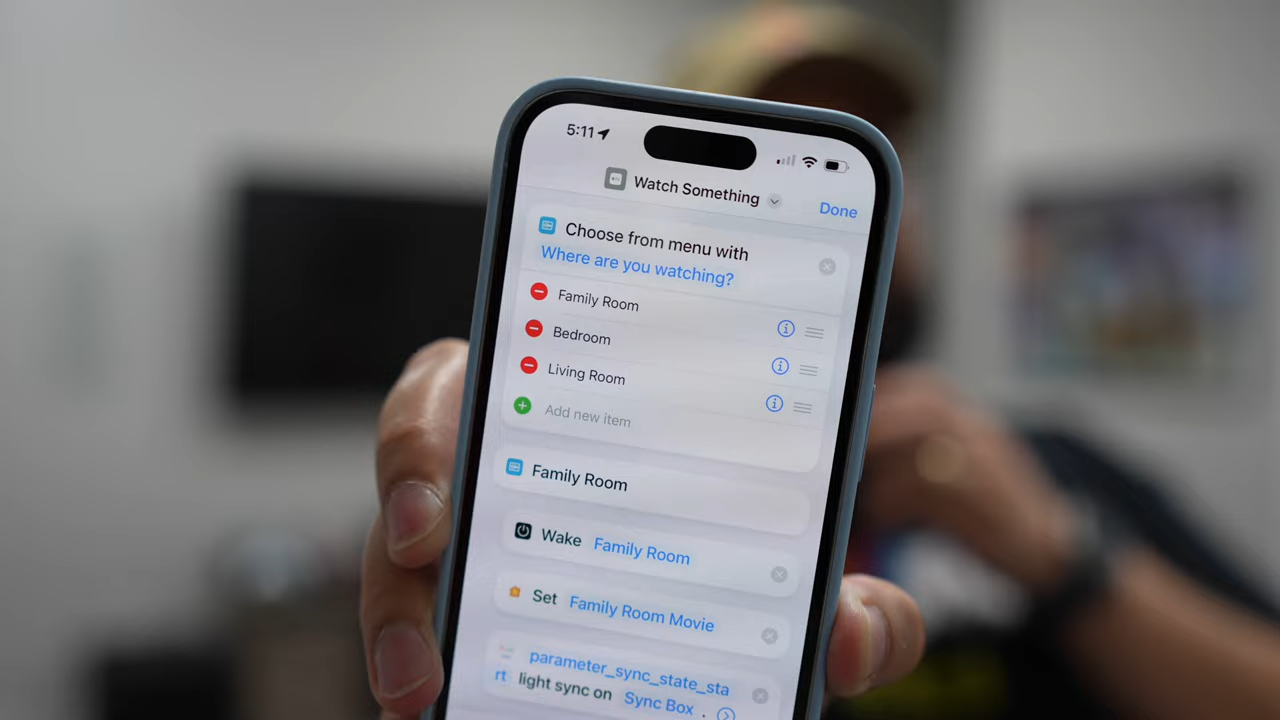 5:11
Watch Something
Done
Choose from menu with
Where are you watching?
Family Room
Bedroom
Living Room
Add new item
Family Room
Wake Family Room
Set Family Room Movie
parameter_sync_state_sta
rt light sync on Sync Box .